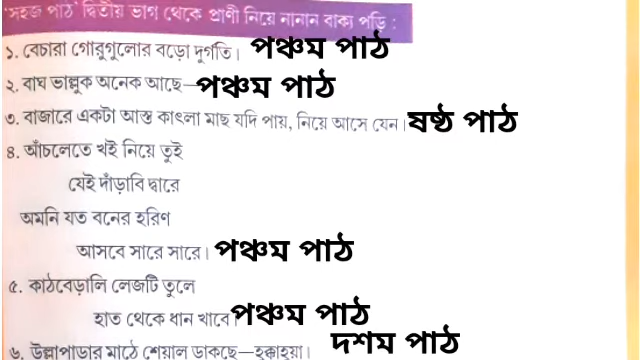 'সহজ পাঠ' দ্বিতীয় ভাগ থেকে প্রাণী নিয়ে নানান বাক্য পড়ি :
১. বেচারা গোরুগুলোর বড়ো দুর্গতি। পঞ্চম পাঠ
২. বাঘ ভাল্লুক অনেক আছে— পঞ্চম পাঠ
৩. বাজারে একটা আস্ত কাৎলা মাছ যদি পায়, নিয়ে আসে যেন। ষষ্ঠ পাঠ
৪. আঁচলেতে খই নিয়ে তুই
যেই দাঁড়াবি দ্বারে
অমনি যত বনের হরিণ
আসবে সারে সারে। পঞ্চম পাঠ
৫. কাঠবেড়ালি লেজটি তুলে
হাত থেকে ধান খাবে। পঞ্চম পাঠ
৬. উল্লাপাড়ার মাঠে শেয়াল ডাকছে—হুক্কাহুয়া। দশম পাঠ